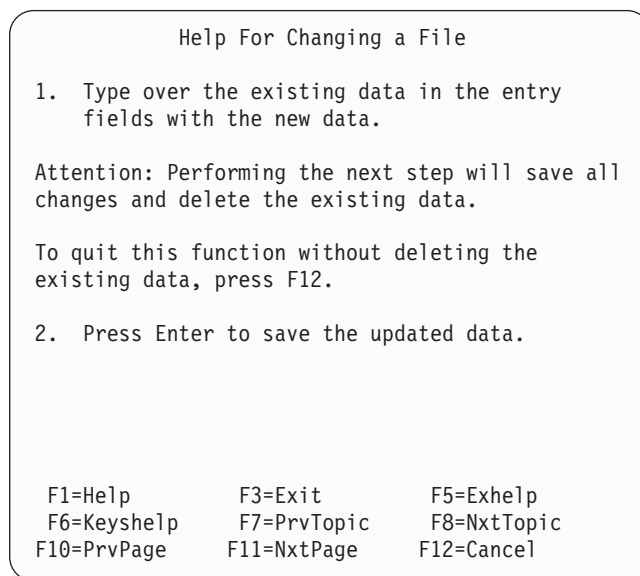 Help For Changing a File
1. Type over the existing data in the entry
fields with the new data.
Attention: Performing the next step will save all
changes and delete the existing data.
To quit this function without deleting the
existing data, press F12.
2. Press Enter to save the updated data.
F1=Help F3=Exit F5=Exhelp
F6=Keyshelp F7=PrvTopic F8=NxtTopic
F10=PrvPage F11=NxtPage F12=Cancel